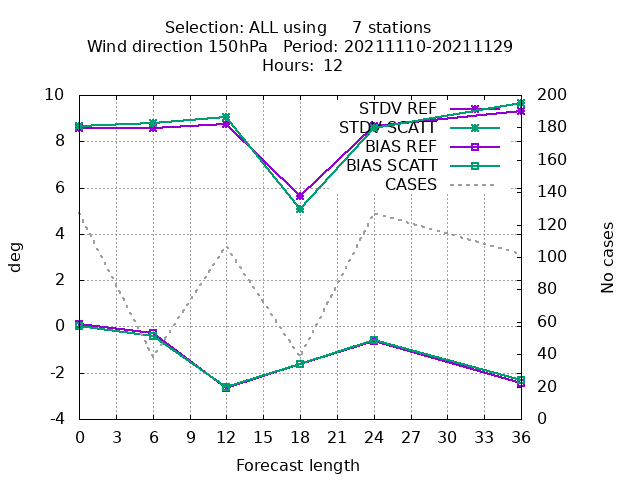 Selection: ALL using     7 stations
Wind direction 150hPa   Period: 20211110-20211129
Hours: 12
10
8
6
4
2
0
-2
-4
deg
STDV REF
STDV SCATT
BIAS REF
BIAS SCATT
CASES
200
180
160
140
120
100
80
60
40
20
0
No cases
0 3 6 9 12 15 18 21 24 27 30 33 36
Forecast length